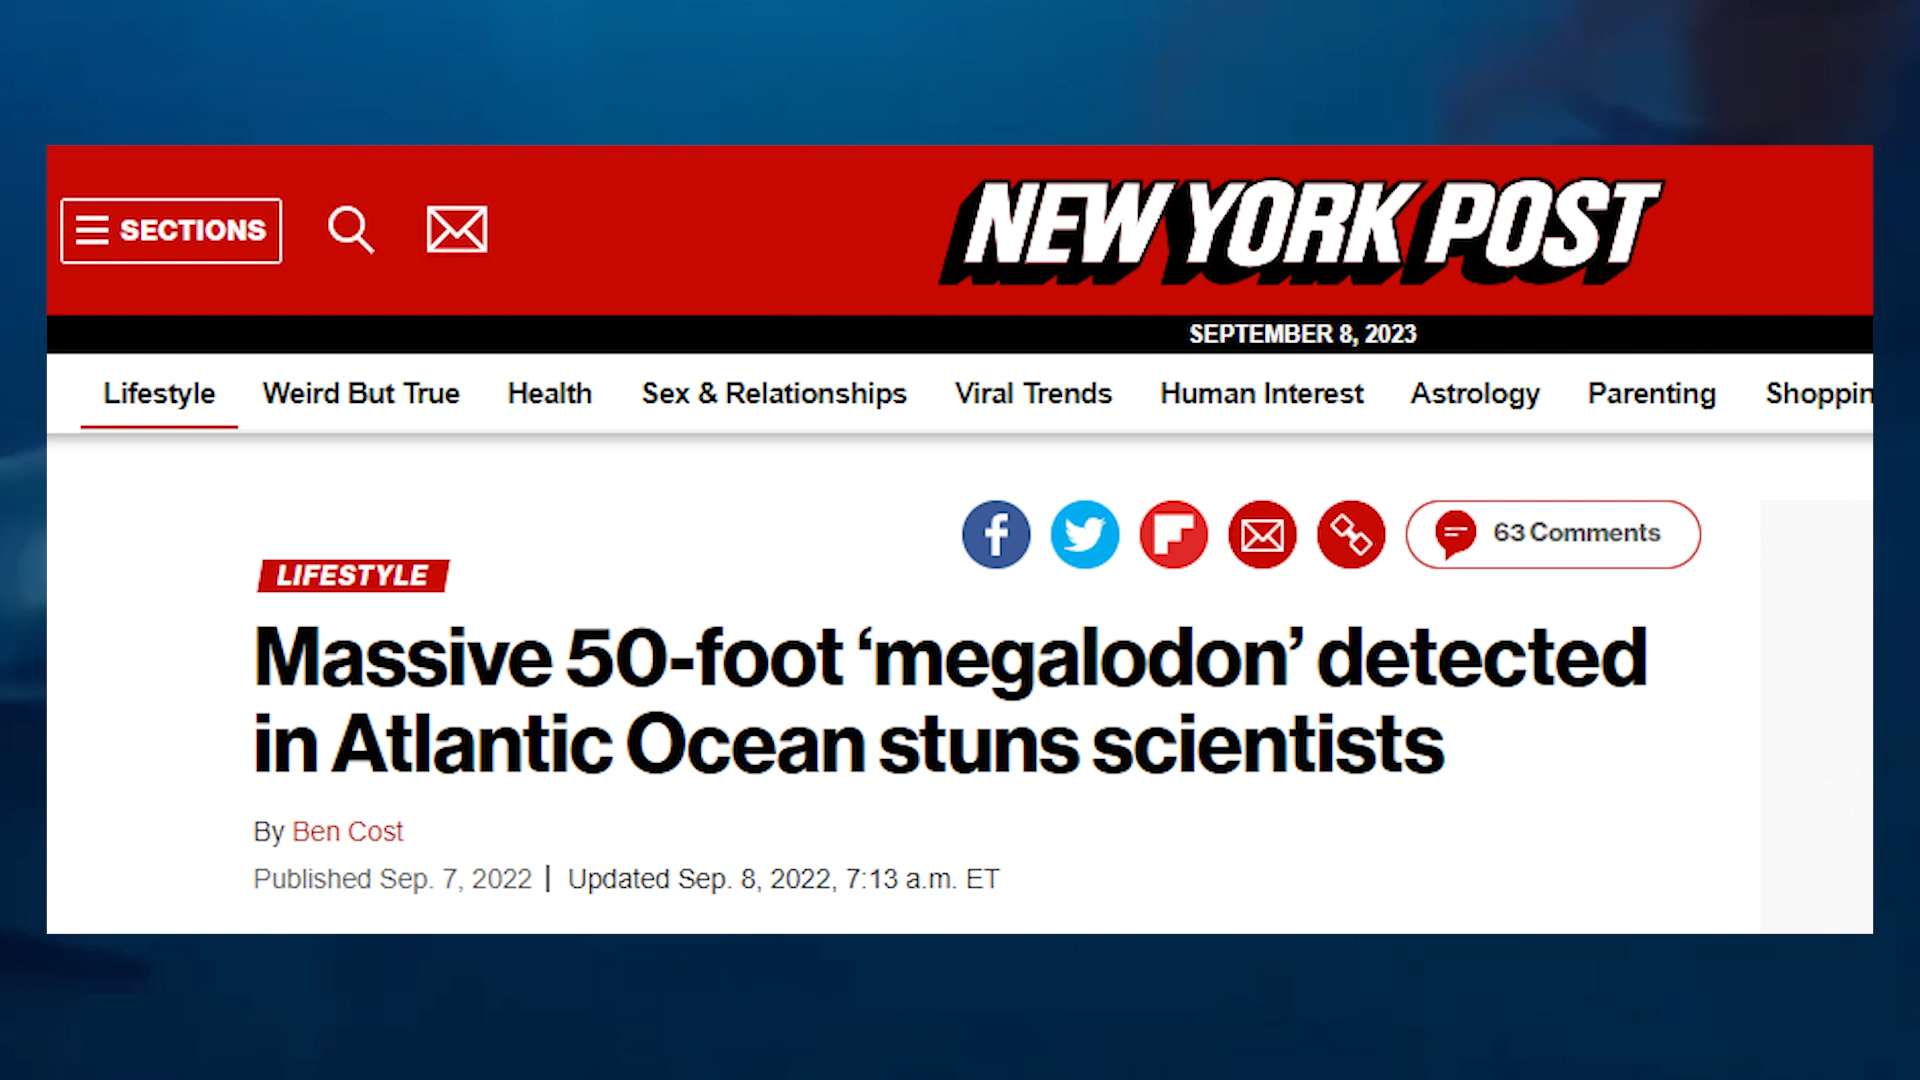 SECTIONS
NEW YORK POST
SEPTEMBER 8, 2023
Lifestyle Weird But True Health Sex & Relationships Viral Trends Human Interest Astrology Parenting Shoppin
63 Comments
LIFESTYLE
Massive 50-foot ‘megalodon’ detected
in Atlantic Ocean stuns scientists
By Ben Cost
Published Sep. 7, 2022 | Updated Sep. 8, 2022, 7:13 a.m. ET